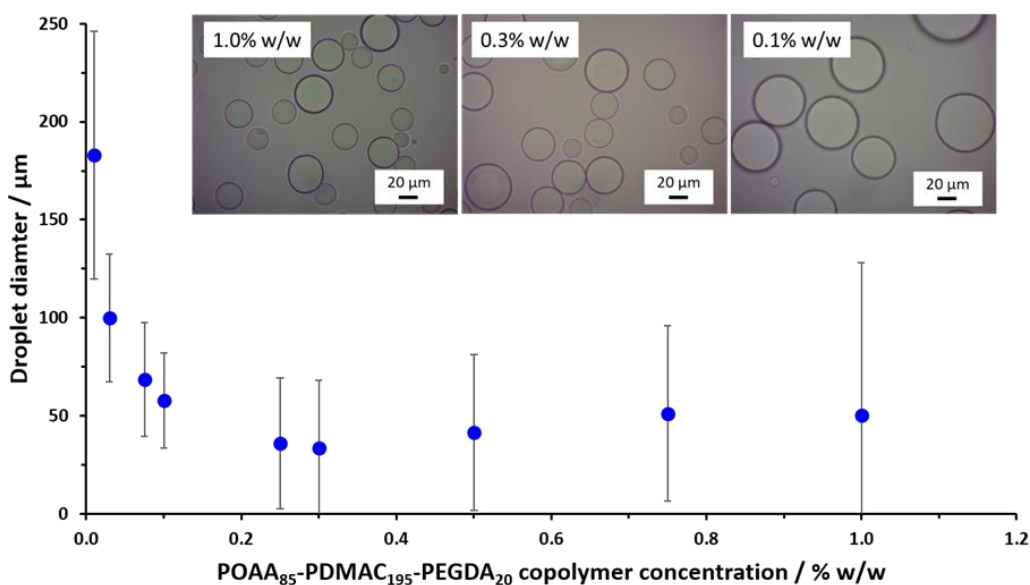 1.0% w/w
0.3% w/w
0.1% w/w
20 µm
20 µm
20 µm
Droplet diamter / µm
250
200
150
100
50
0
0.0 0.2 0.4 0.6 0.8 1.0 1.2
POAA₈₅-PDMAC₁₉₅-PEGDA₂₀ copolymer concentration / % w/w